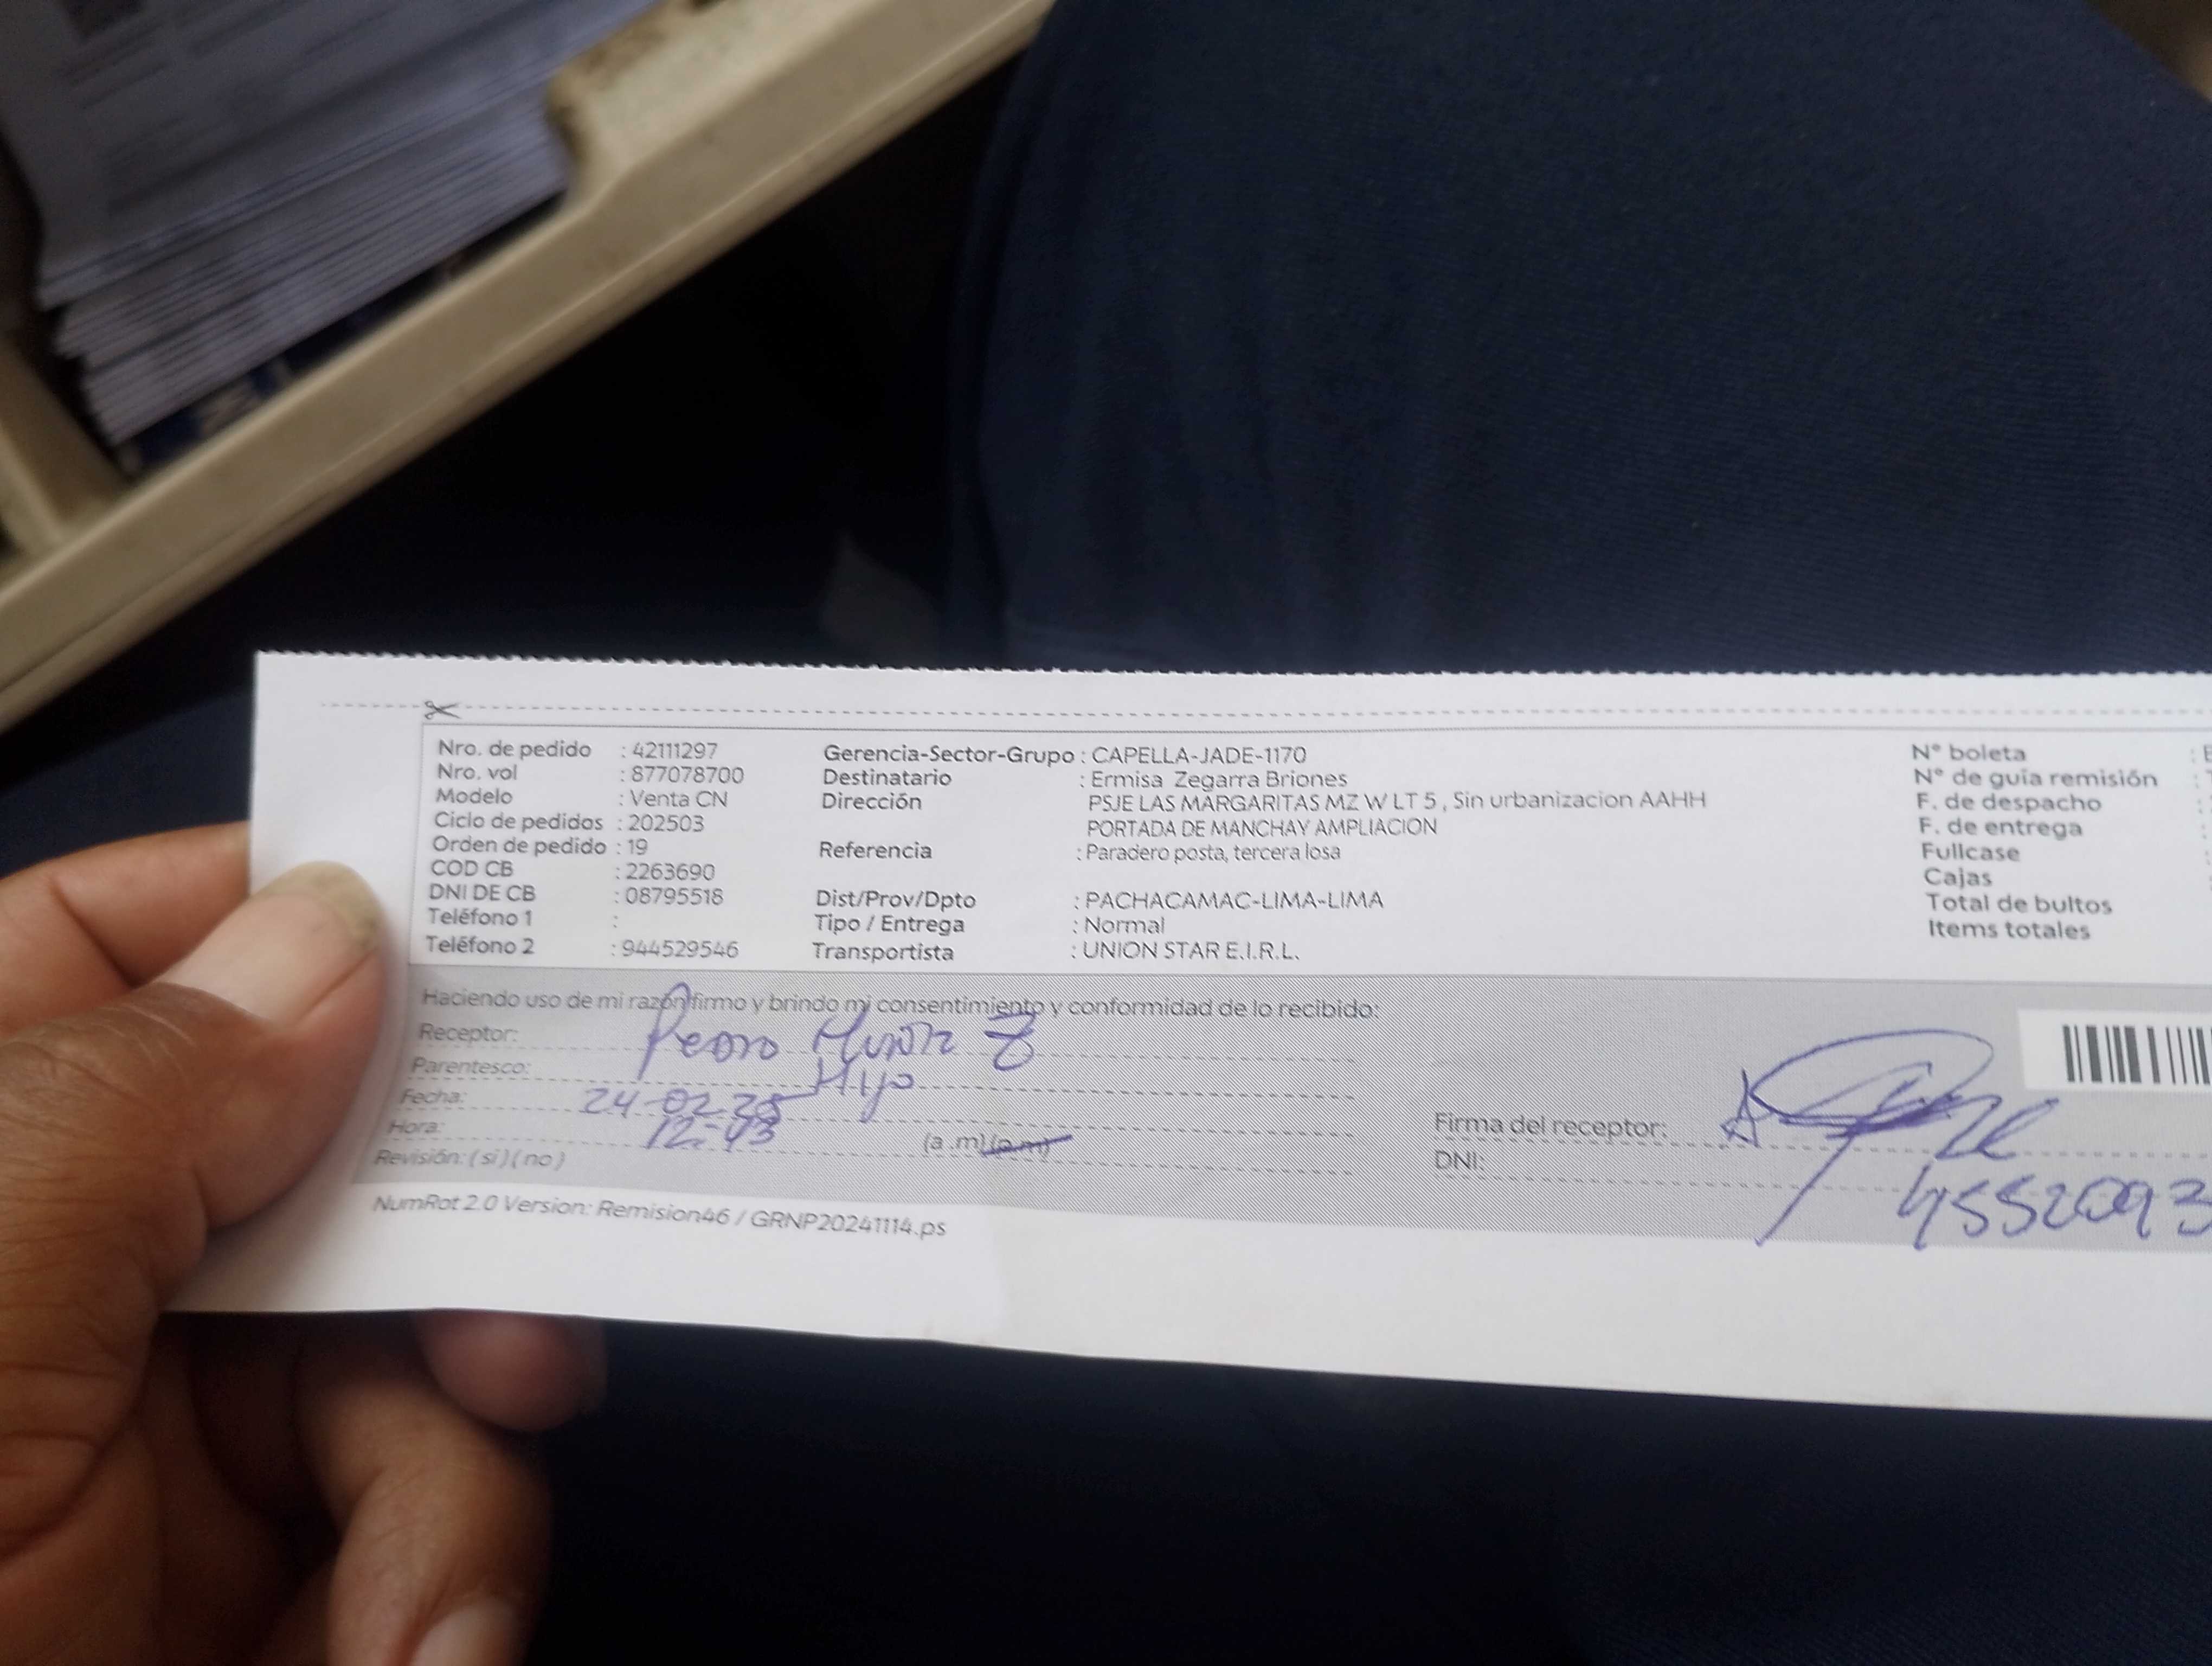 Nro. de pedido : 42111297
Nro. vol : 877078700
Modelo : Venta CN
Ciclo de pedidos : 202503
Orden de pedido : 19
COD CB : 2263690
DNI DE CB : 08795518
Teléfono 1 :
Teléfono 2 : 944529546
Gerencia-Sector-Grupo : CAPELLA-JADE-1170
Destinatario : Ermisa Zegarra Briones
Dirección PSJE LAS MARGARITAS MZ W LT 5 , Sin urbanizacion AAHH
PORTADA DE MANCHAY AMPLIACION
Referencia : Paradero posta, tercera losa
Dist/Prov/Dpto : PACHACAMAC-LIMA-LIMA
Tipo / Entrega : Normal
Transportista : UNION STAR E.I.R.L.
N° boleta :
N° de guía remisión :
F. de despacho :
F. de entrega :
Fullcase
Cajas
Total de bultos
Items totales
Haciendo uso de mi razón firmo y brindo mi consentimiento y conformidad de lo recibido:
Receptor: Pedro Z
Parentesco: Hijo
Fecha: 24-02-25
Hora: 12:43 (a .m) (p.m)
Revisión: ( si ) ( no )
Firma del receptor:
DNI: 4552093
NumRot 2.0 Version: Remision46 / GRNP20241114.ps